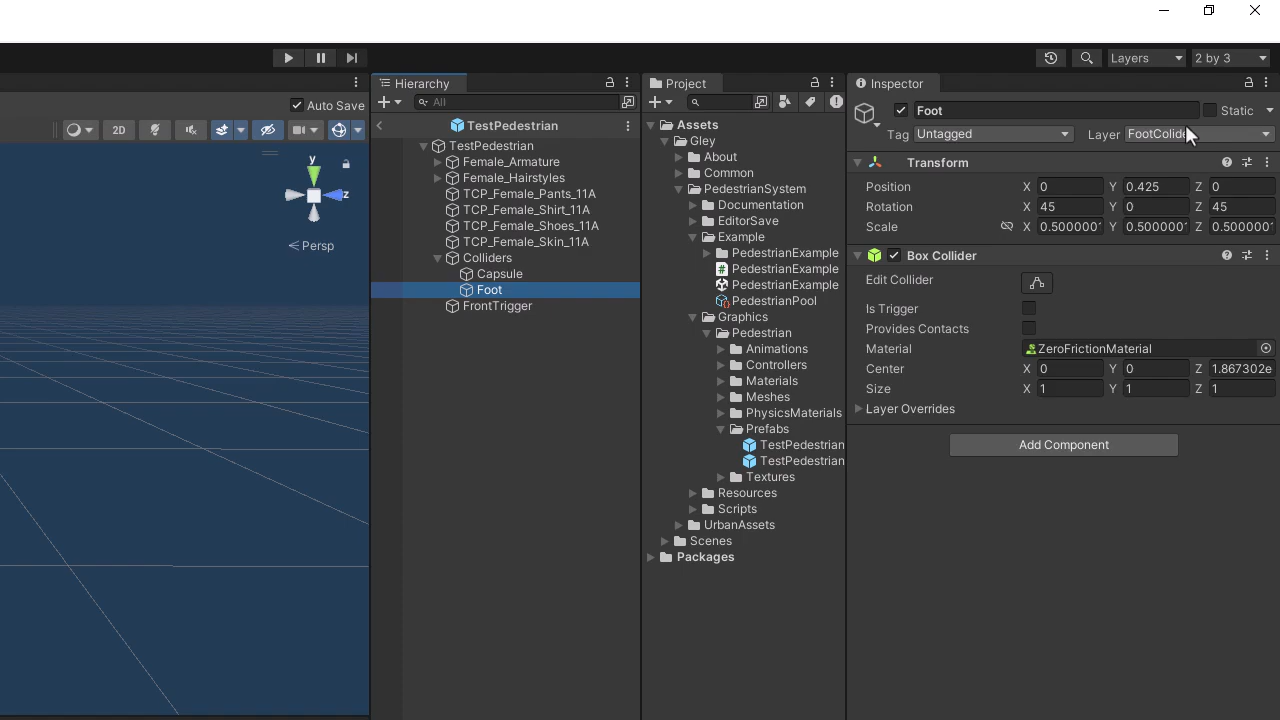 Layers
2 by 3
Hierarchy
Project
Inspector
Auto Save
All
2D
TestPedestrian
TestPedestrian
Female_Armature
Female_Hairstyles
TCP_Female_Pants_11A
TCP_Female_Shirt_11A
TCP_Female_Shoes_11A
TCP_Female_Skin_11A
Colliders
Capsule
Foot
FrontTrigger
y
z
Persp
Assets
Gley
About
Common
PedestrianSystem
Documentation
EditorSave
Example
PedestrianExample
PedestrianExample
PedestrianExample
PedestrianPool
Graphics
Pedestrian
Animations
Controllers
Materials
Meshes
PhysicsMaterials
Prefabs
TestPedestrian
TestPedestrian
Textures
Resources
Scripts
UrbanAssets
Scenes
Packages
Foot
Static
Tag Untagged Layer
Transform
Position X 0 Y 0.425 Z 0
Rotation X 45 Y 0 Z 45
Scale X 0.500000 Y 0.500000 Z 0.500000
Box Collider
Edit Collider
Is Trigger
Provides Contacts
Material ZeroFrictionMaterial
Center X 0 Y 0 Z 1.867302e
Size X 1 Y 1 Z 1
Layer Overrides
Add Component